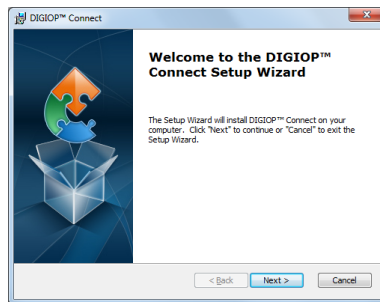 DIGIOP™ Connect
Welcome to the DIGIOP™
Connect Setup Wizard
The Setup Wizard will install DIGIOP™ Connect on your
computer. Click "Next" to continue or "Cancel" to exit the
Setup Wizard.
< Back Next > Cancel